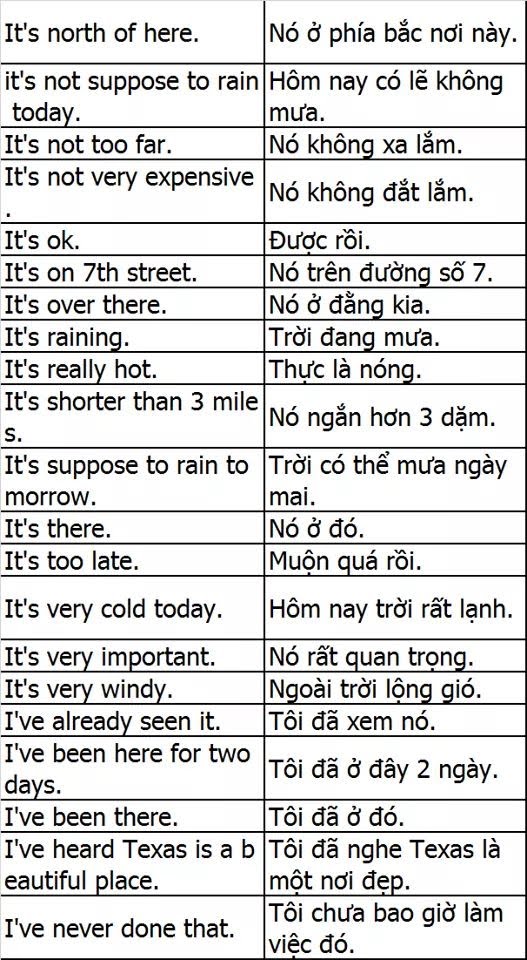 It's north of here.
Nó ở phía bắc nơi này.
it's not suppose to rain
today.
Hôm nay có lẽ không
mưa.
It's not too far.
Nó không xa lắm.
It's not very expensive
.
Nó không đắt lắm.
It's ok.
Được rồi.
It's on 7th street.
Nó trên đường số 7.
It's over there.
Nó ở đằng kia.
It's raining.
Trời đang mưa.
It's really hot.
Thực là nóng.
It's shorter than 3 mile
s.
Nó ngắn hơn 3 dặm.
It's suppose to rain to
morrow.
Trời có thể mưa ngày
mai.
It's there.
Nó ở đó.
It's too late.
Muộn quá rồi.
It's very cold today.
Hôm nay trời rất lạnh.
It's very important.
Nó rất quan trọng.
It's very windy.
Ngoài trời lộng gió.
I've already seen it.
Tôi đã xem nó.
I've been here for two
days.
Tôi đã ở đây 2 ngày.
I've been there.
Tôi đã ở đó.
I've heard Texas is a b
eautiful place.
Tôi đã nghe Texas là
một nơi đẹp.
I've never done that.
Tôi chưa bao giờ làm
việc đó.